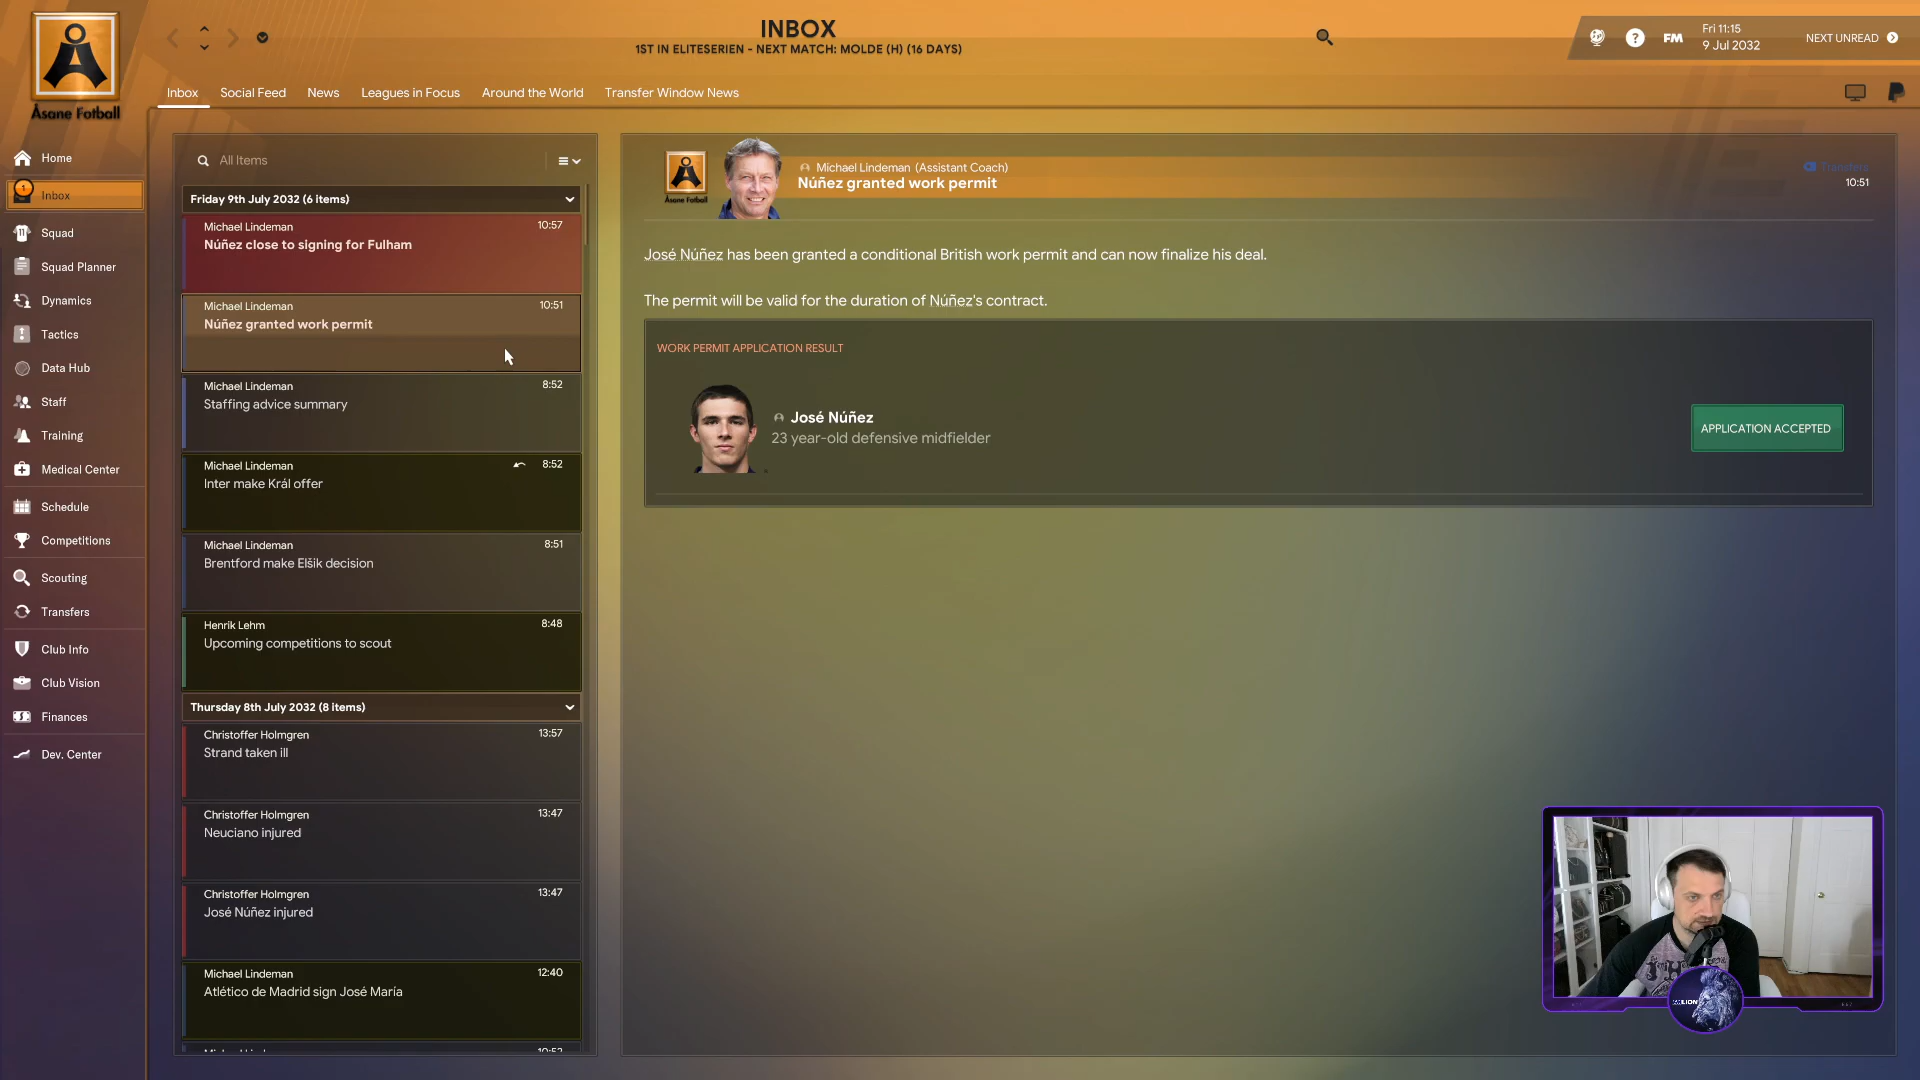 INBOX
1ST IN ELITESERIEN - NEXT MATCH: MOLDE (H) (16 DAYS)
FM
Fri 11:15
9 Jul 2032
NEXT UNREAD
Åsane Fotball
Inbox
Social Feed
News
Leagues in Focus
Around the World
Transfer Window News
Home
Inbox
Squad
Squad Planner
Dynamics
Tactics
Data Hub
Staff
Training
Medical Center
Schedule
Competitions
Scouting
Transfers
Club Info
Club Vision
Finances
Dev. Center
All Items
Friday 9th July 2032 (6 items)
Michael Lindeman 10:57
Núñez close to signing for Fulham
Michael Lindeman 10:51
Núñez granted work permit
Michael Lindeman 8:52
Staffing advice summary
Michael Lindeman 8:52
Inter make Král offer
Michael Lindeman 8:51
Brentford make Elšik decision
Henrik Lehm 8:48
Upcoming competitions to scout
Thursday 8th July 2032 (8 items)
Christoffer Holmgren 13:57
Strand taken ill
Christoffer Holmgren 13:47
Neuciano injured
Christoffer Holmgren 13:47
José Núñez injured
Michael Lindeman 12:40
Atlético de Madrid sign José María
Åsane Fotball
Michael Lindeman (Assistant Coach)
Núñez granted work permit
Transfers
10:51
José Núñez has been granted a conditional British work permit and can now finalize his deal.
The permit will be valid for the duration of Núñez's contract.
WORK PERMIT APPLICATION RESULT
José Núñez
23 year-old defensive midfielder
APPLICATION ACCEPTED